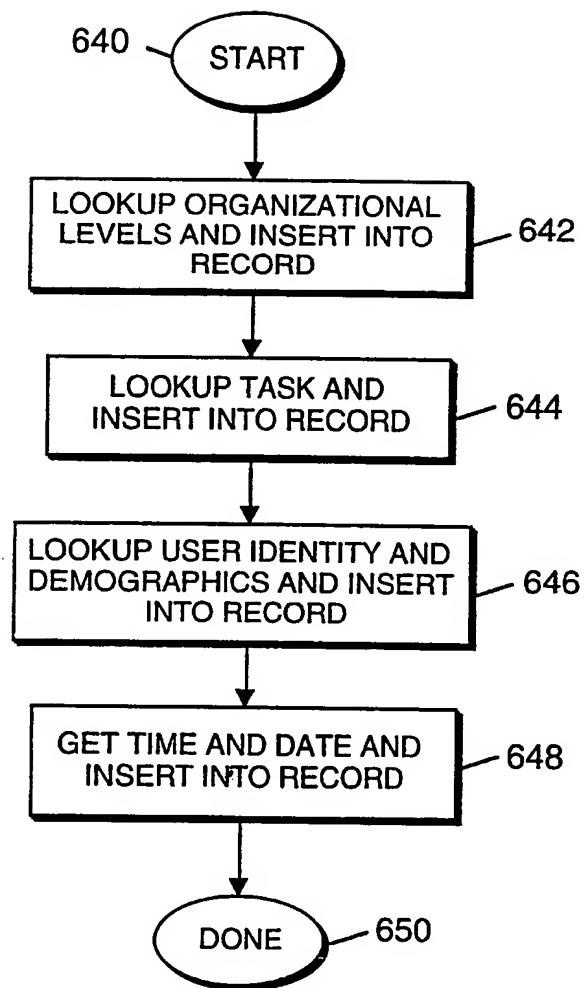 640
START
LOOKUP ORGANIZATIONAL
LEVELS AND INSERT INTO
RECORD
642
LOOKUP TASK AND
INSERT INTO RECORD
644
LOOKUP USER IDENTITY AND
DEMOGRAPHICS AND INSERT
INTO RECORD
646
GET TIME AND DATE AND
INSERT INTO RECORD
648
DONE
650